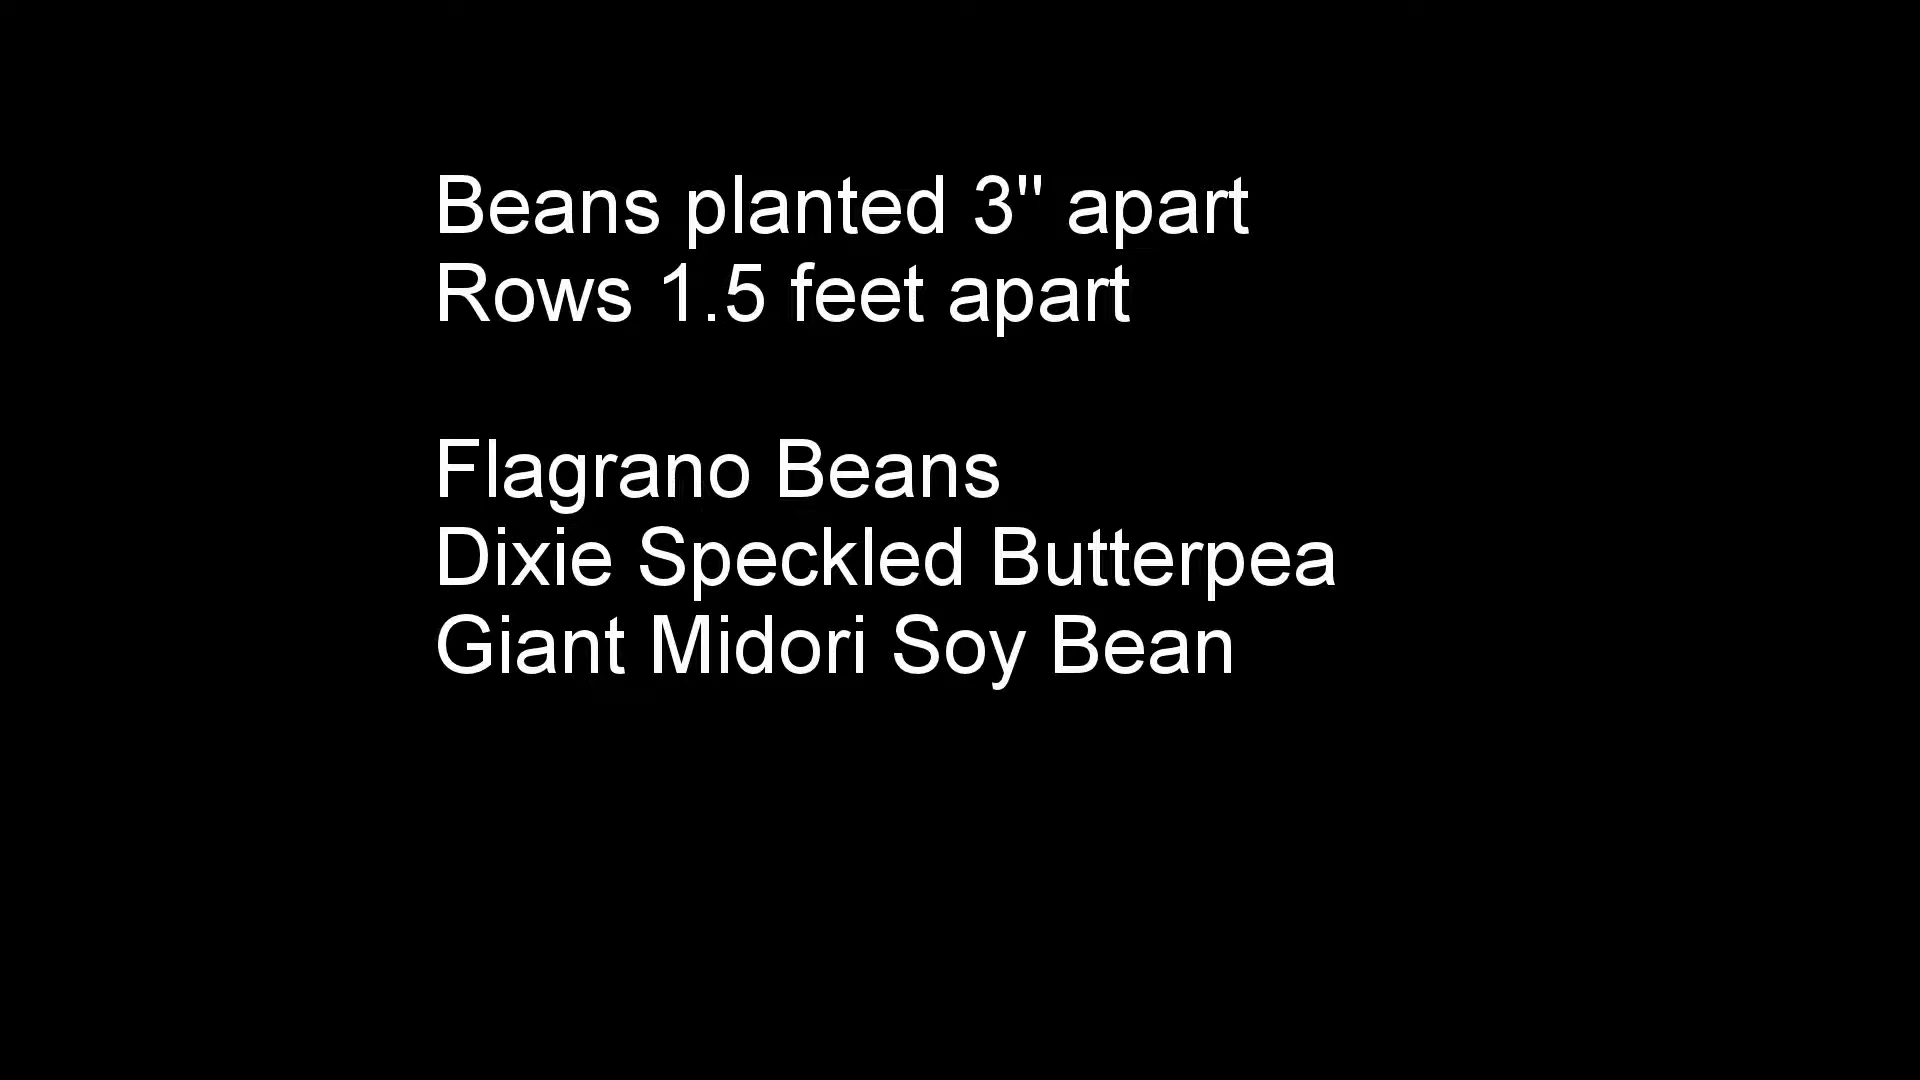 Beans planted 3" apart
Rows 1.5 feet apart
Flagrano Beans
Dixie Speckled Butterpea
Giant Midori Soy Bean